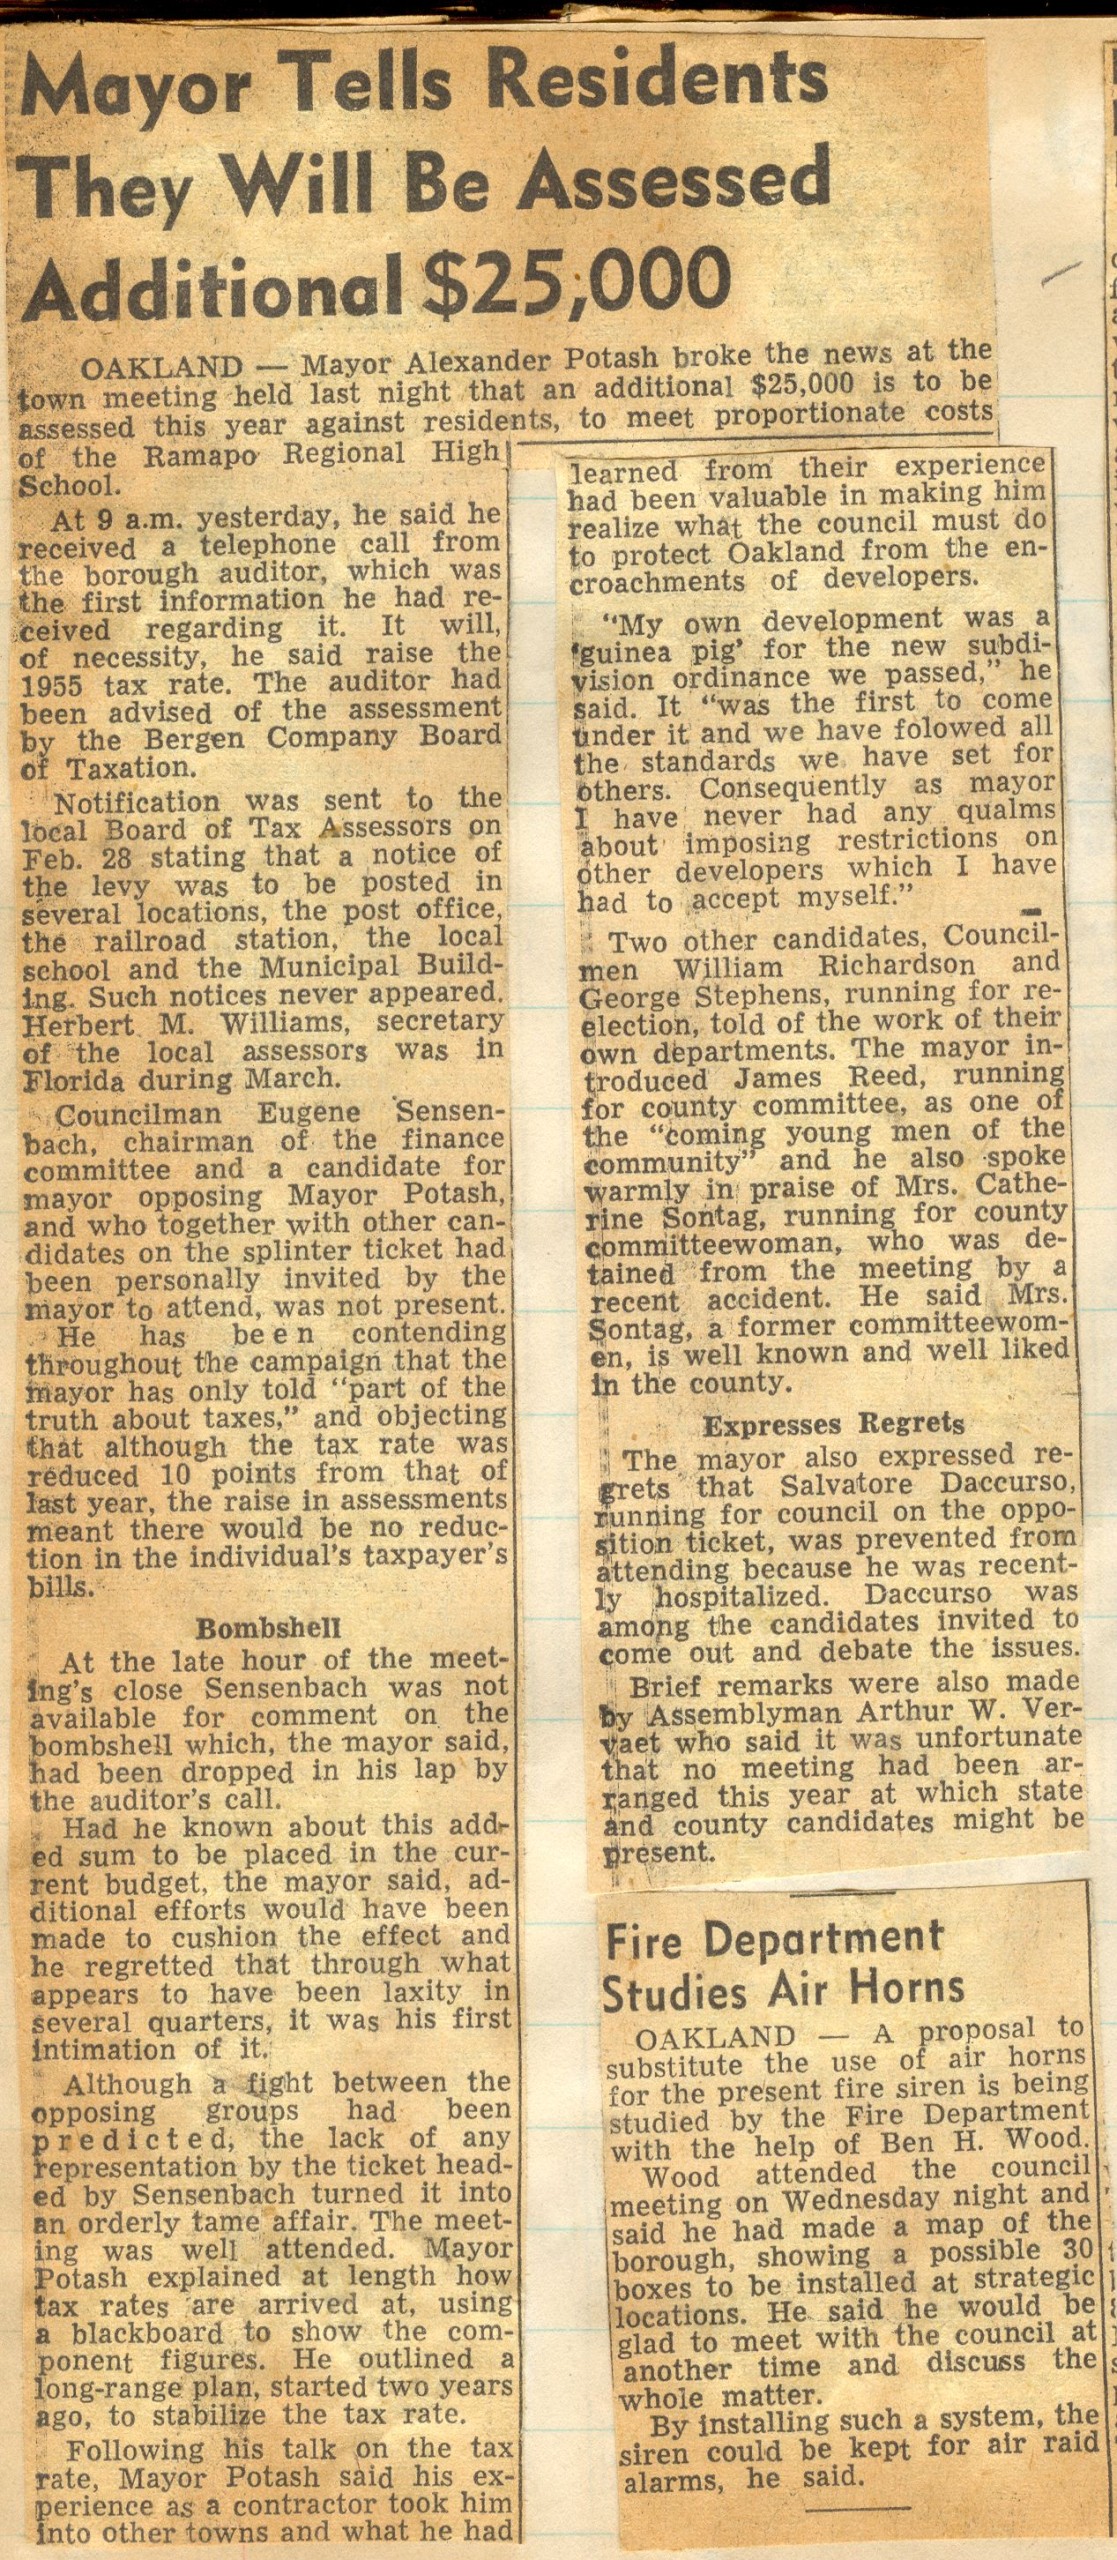 Mayor Tells Residents
They Will Be Assessed
Additional $25,000
OAKLAND — Mayor Alexander Potash broke the news at the
town meeting held last night that an additional $25,000 is to be
assessed this year against residents, to meet proportionate costs
of the Ramapo Regional High
School.
At 9 a.m. yesterday, he said he
received a telephone call from
the borough auditor, which was
the first information he had re-
ceived regarding it. It will,
of necessity, he said raise the
1955 tax rate. The auditor had
been advised of the assessment
by the Bergen Company Board
of Taxation.
Notification was sent to the
local Board of Tax Assessors on
Feb. 28 stating that a notice of
the levy was to be posted in
several locations, the post office,
the railroad station, the local
school and the Municipal Build-
ing. Such notices never appeared.
Herbert M. Williams, secretary
of the local assessors was in
Florida during March.
Councilman Eugene Sensen-
bach, chairman of the finance
committee and a candidate for
mayor opposing Mayor Potash,
and who together with other can-
didates on the splinter ticket had
been personally invited by the
mayor to attend, was not present.
He has been contending
throughout the campaign that the
mayor has only told "part of the
truth about taxes," and objecting
that although the tax rate was
reduced 10 points from that of
last year, the raise in assessments
meant there would be no reduc-
tion in the individual's taxpayer's
bills.
Bombshell
At the late hour of the meet-
ing's close Sensenbach was not
available for comment on the
bombshell which, the mayor said,
had been dropped in his lap by
the auditor's call.
Had he known about this add-
ed sum to be placed in the cur-
rent budget, the mayor said, ad-
ditional efforts would have been
made to cushion the effect and
he regretted that through what
appears to have been laxity in
several quarters, it was his first
intimation of it.
Although a fight between the
opposing groups had been
predicted, the lack of any
representation by the ticket head-
ed by Sensenbach turned it into
an orderly tame affair. The meet-
ing was well attended. Mayor
Potash explained at length how
tax rates are arrived at, using
a blackboard to show the com-
ponent figures. He outlined a
long-range plan, started two years
ago, to stabilize the tax rate.
Following his talk on the tax
rate, Mayor Potash said his ex-
perience as a contractor took him
into other towns and what he had
learned from their experience
had been valuable in making him
realize what the council must do
to protect Oakland from the en-
croachments of developers.
"My own development was a
'guinea pig' for the new subdi-
vision ordinance we passed," he
said. It "was the first to come
under it and we have folowed all
the standards we have set for
others. Consequently as mayor
I have never had any qualms
about imposing restrictions on
other developers which I have
had to accept myself."
Two other candidates, Council-
men William Richardson and
George Stephens, running for re-
election, told of the work of their
own departments. The mayor in-
troduced James Reed, running
for county committee, as one of
the "coming young men of the
community" and he also spoke
warmly in praise of Mrs. Cathe-
rine Sontag, running for county
committeewoman, who was de-
tained from the meeting by a
recent accident. He said Mrs.
Sontag, a former committeewom-
en, is well known and well liked
in the county.
Expresses Regrets
The mayor also expressed re-
grets that Salvatore Daccurso,
running for council on the oppo-
sition ticket, was prevented from
attending because he was recent-
ly hospitalized. Daccurso was
among the candidates invited to
come out and debate the issues.
Brief remarks were also made
by Assemblyman Arthur W. Ver-
vaet who said it was unfortunate
that no meeting had been ar-
ranged this year at which state
and county candidates might be
present.
Fire Department
Studies Air Horns
OAKLAND — A proposal to
substitute the use of air horns
for the present fire siren is being
studied by the Fire Department
with the help of Ben H. Wood.
Wood attended the council
meeting on Wednesday night and
said he had made a map of the
borough, showing a possible 30
boxes to be installed at strategic
locations. He said he would be
glad to meet with the council at
another time and discuss the
whole matter.
By installing such a system, the
siren could be kept for air raid
alarms, he said.